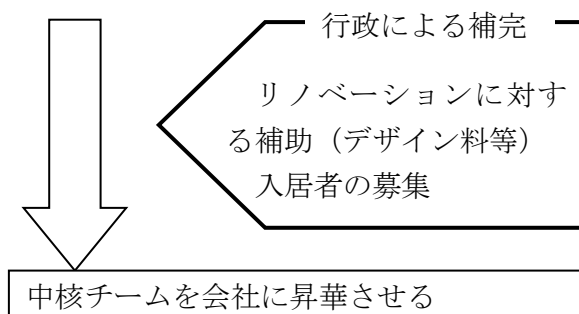 行政による補完
リノベーションに対す
る補助（デザイン料等）
入居者の募集
中核チームを会社に昇華させる